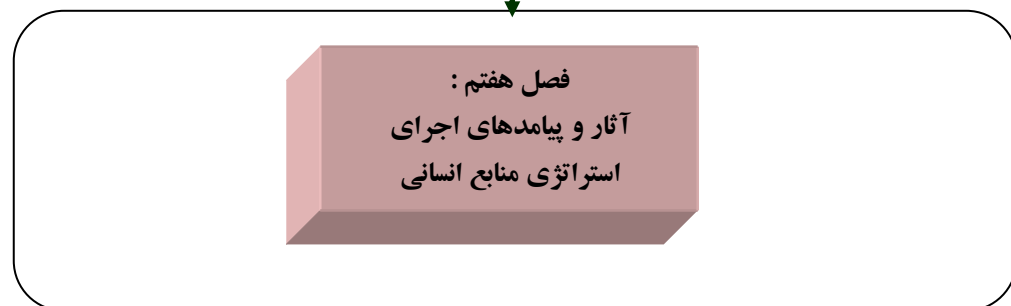 فصل هفتم :
آثار و پیامدهای اجرای
استراتژی منابع انسانی